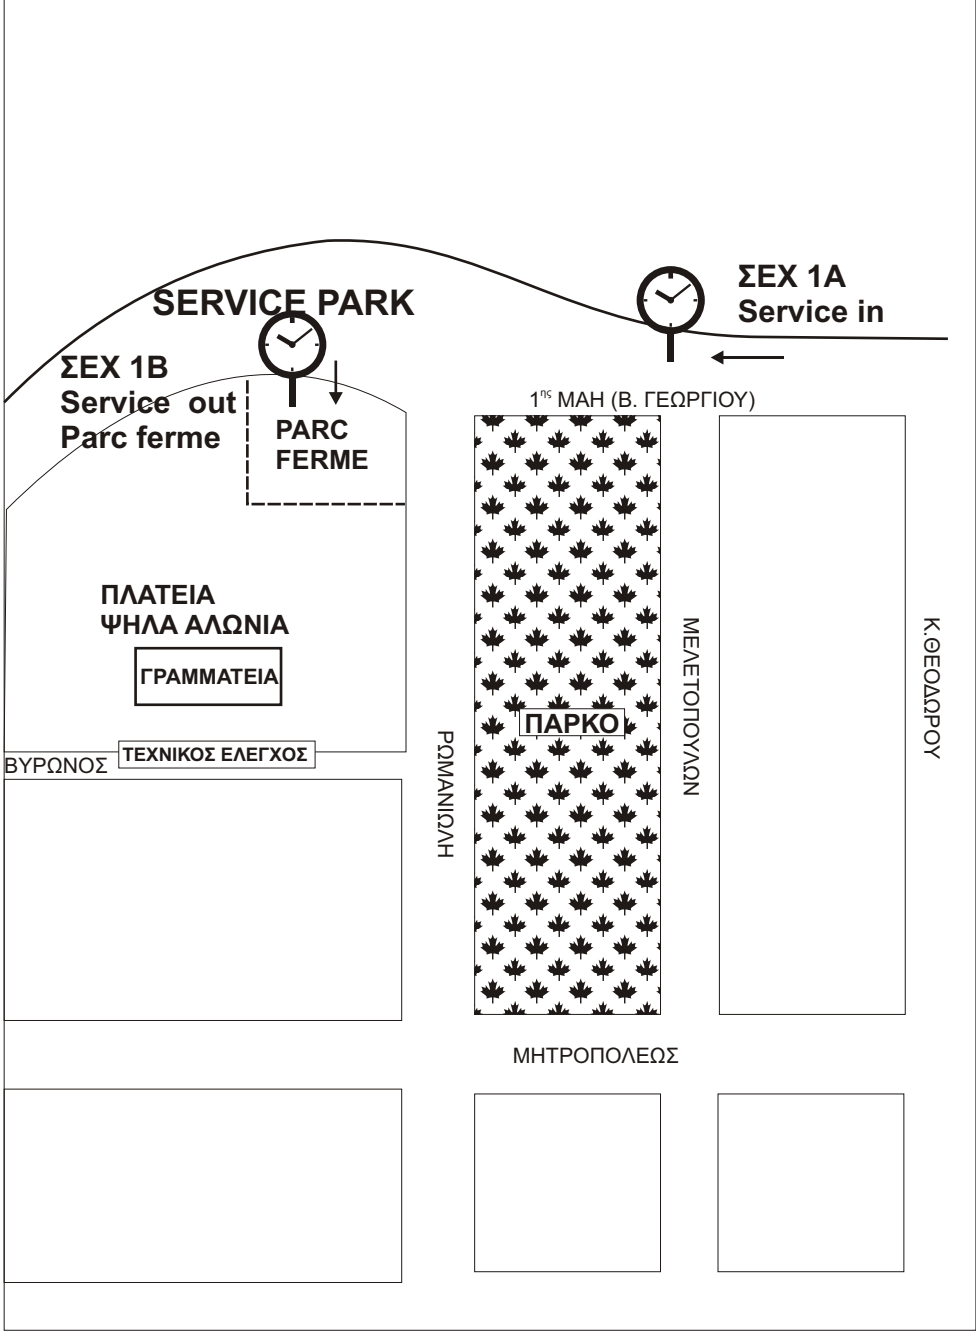 SERVICE PARK
ΣΕΧ 1Α
Service in
ΣΕΧ 1Β
Service out
Parc ferme
PARC
FERME
1ης ΜΑΗ (Β. ΓΕΩΡΓΙΟΥ)
ΠΛΑΤΕΙΑ
ΨΗΛΑ ΑΛΩΝΙΑ
ΓΡΑΜΜΑΤΕΙΑ
ΤΕΧΝΙΚΟΣ ΕΛΕΓΧΟΣ
ΒΥΡΩΝΟΣ
ΡΩΜΑΝΙΩΛΗ
ΠΑΡΚΟ
ΜΕΛΕΤΟΠΟΥΛΩΝ
Κ.ΘΕΟΔΩΡΟΥ
ΜΗΤΡΟΠΟΛΕΩΣ